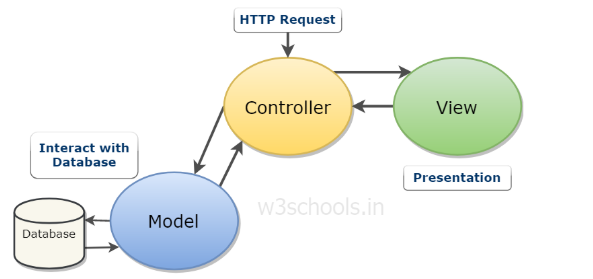 HTTP Request
Controller
View
Interact with
Database
Presentation
Model
w3schools.in
Database